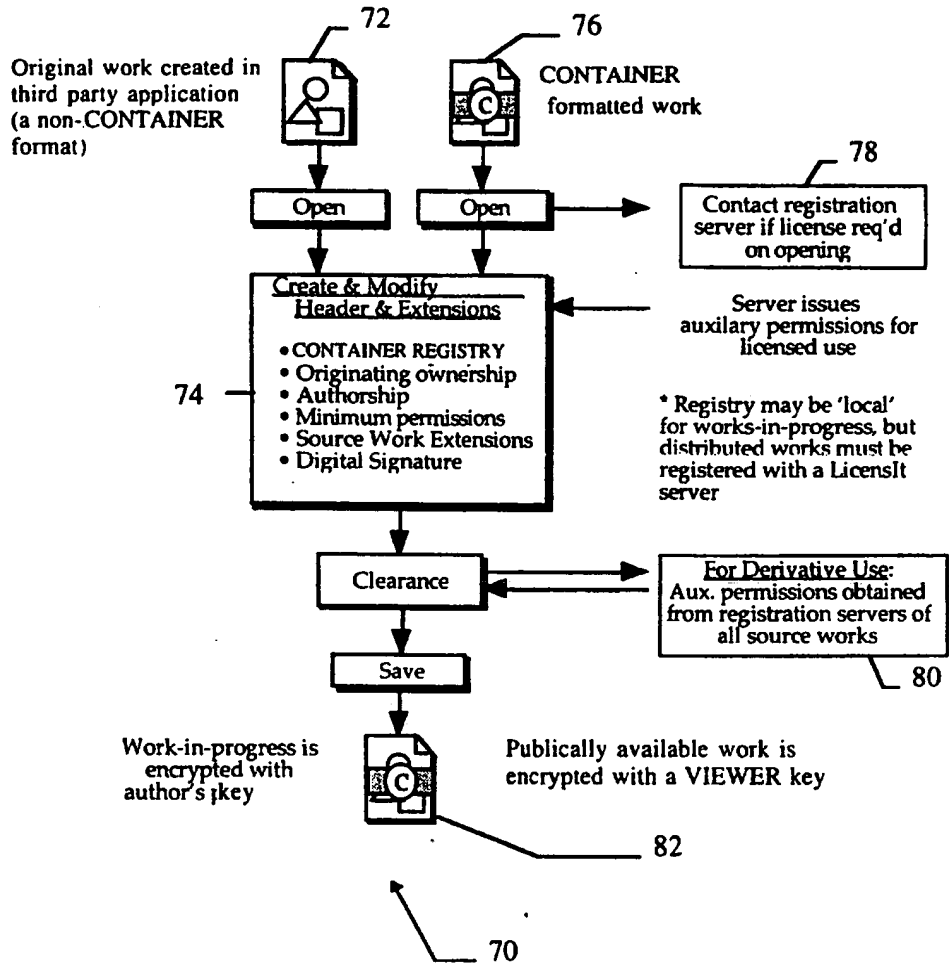 72
76
Original work created in
third party application
(a non-CONTAINER
format)
CONTAINER
formatted work
C
78
Open
Open
Contact registration
server if license req'd
on opening
Create & Modify
Header & Extensions
• CONTAINER REGISTRY
• Originating ownership
• Authorship
• Minimum permissions
• Source Work Extensions
• Digital Signature
74
Server issues
auxilary permissions for
licensed use
* Registry may be 'local'
for works-in-progress, but
distributed works must be
registered with a LicensIt
server
Clearance
For Derivative Use:
Aux. permissions obtained
from registration servers of
all source works
80
Save
Work-in-progress is
encrypted with
author's key
C
Publically available work is
encrypted with a VIEWER key
82
70